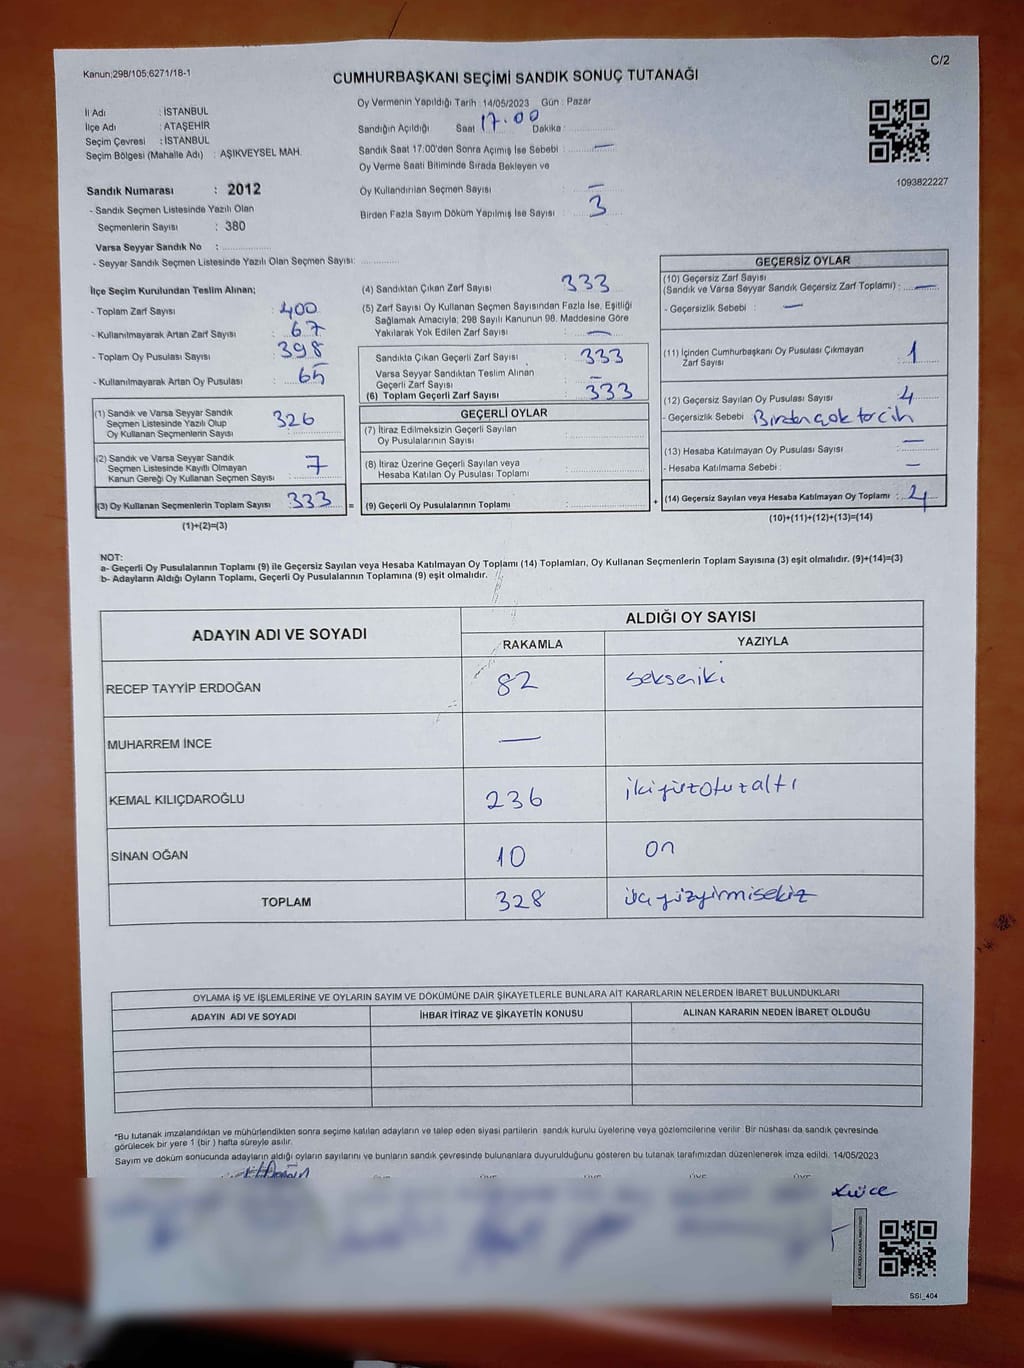 Kanun;298/105;6271/18-1
C/2
CUMHURBAŞKANI SEÇİMİ SANDIK SONUÇ TUTANAĞI
İl Adı : İSTANBUL
İlçe Adı : ATAŞEHİR
Seçim Çevresi : İSTANBUL
Seçim Bölgesi (Mahalle Adı) : AŞIKVEYSEL MAH.
Sandık Numarası : 2012
- Sandık Seçmen Listesinde Yazılı Olan
Seçmenlerin Sayısı : 380
Varsa Seyyar Sandık No :
- Seyyar Sandık Seçmen Listesinde Yazılı Olan Seçmen Sayısı:
Oy Vermenin Yapıldığı Tarih 14/05/2023 Gün : Pazar
Sandığın Açıldığı Saat 17.00 Dakika :
Sandık Saat 17:00'den Sonra Açımış İse Sebebi : —
Oy Verme Saati Bitiminde Sırada Bekleyen ve
Oy Kullandırılan Seçmen Sayısı : —
Birden Fazla Sayım Döküm Yapılmış İse Sayısı : 3
1093822227
İlçe Seçim Kurulundan Teslim Alınan;
- Toplam Zarf Sayısı : 400
- Kullanılmayarak Artan Zarf Sayısı : 67
- Toplam Oy Pusulası Sayısı : 398
- Kullanılmayarak Artan Oy Pusulası : 65
(1) Sandık ve Varsa Seyyar Sandık
Seçmen Listesinde Yazılı Olup
Oy Kullanan Seçmenlerin Sayısı : 326
(2) Sandık ve Varsa Seyyar Sandık
Seçmen Listesinde Kayıtlı Olmayan
Kanun Gereği Oy Kullanan Seçmen Sayısı : 7
(3) Oy Kullanan Seçmenlerin Toplam Sayısı : 333 =
(1)+(2)=(3)
(4) Sandıktan Çıkan Zarf Sayısı : 333
(5) Zarf Sayısı Oy Kullanan Seçmen Sayısından Fazla İse, Eşitliği
Sağlamak Amacıyla; 298 Sayılı Kanunun 98. Maddesine Göre
Yakılarak Yok Edilen Zarf Sayısı : —
Sandıkta Çıkan Geçerli Zarf Sayısı : 333
Varsa Seyyar Sandıktan Teslim Alınan
Geçerli Zarf Sayısı : —
(6) Toplam Geçerli Zarf Sayısı : 333
GEÇERLİ OYLAR
(7) İtiraz Edilmeksizin Geçerli Sayılan
Oy Pusulalarının Sayısı :
(8) İtiraz Üzerine Geçerli Sayılan veya
Hesaba Katılan Oy Pusulası Toplamı :
(9) Geçerli Oy Pusulalarının Toplamı : +
GEÇERSİZ OYLAR
(10) Geçersiz Zarf Sayısı
(Sandık ve Varsa Seyyar Sandık Geçersiz Zarf Toplamı) : —
- Geçersizlik Sebebi : —
(11) İçinden Cumhurbaşkanı Oy Pusulası Çıkmayan
Zarf Sayısı : 1
(12) Geçersiz Sayılan Oy Pusulası Sayısı : 4
- Geçersizlik Sebebi : Birden çok tercih
(13) Hesaba Katılmayan Oy Pusulası Sayısı : —
- Hesaba Katılmama Sebebi : —
(14) Geçersiz Sayılan veya Hesaba Katılmayan Oy Toplamı : 4
(10)+(11)+(12)+(13)=(14)
NOT:
a- Geçerli Oy Pusulalarının Toplamı (9) ile Geçersiz Sayılan veya Hesaba Katılmayan Oy Toplamı (14) Toplamları, Oy Kullanan Seçmenlerin Toplam Sayısına (3) eşit olmalıdır. (9)+(14)=(3)
b- Adayların Aldığı Oyların Toplamı, Geçerli Oy Pusulalarının Toplamına (9) eşit olmalıdır.
ADAYIN ADI VE SOYADI
ALDIĞI OY SAYISI
RAKAMLA YAZIYLA
RECEP TAYYİP ERDOĞAN 82 sekseniki
MUHARREM İNCE —
KEMAL KILIÇDAROĞLU 236 ikiyüzotuzaltı
SİNAN OĞAN 10 on
TOPLAM 328 üçyüzyirmisekiz
OYLAMA İŞ VE İŞLEMLERİNE VE OYLARIN SAYIM VE DÖKÜMÜNE DAİR ŞİKAYETLERLE BUNLARA AİT KARARLARIN NELERDEN İBARET BULUNDUKLARI
ADAYIN ADI VE SOYADI İHBAR İTİRAZ VE ŞİKAYETİN KONUSU ALINAN KARARIN NEDEN İBARET OLDUĞU
"Bu tutanak imzalandıktan ve mühürlendikten sonra seçime katılan adayların ve talep eden siyasi partilerin sandık kurulu üyelerine veya gözlemcilerine verilir. Bir nüshası da sandık çevresinde
görülecek bir yere 1 (bir ) hafta süreyle asılır.
Sayım ve döküm sonucunda adayların aldığı oyların sayılarını ve bunların sandık çevresinde bulunanlara duyurulduğunu gösteren bu tutanak tarafımızdan düzenlenerek imza edildi. 14/05/2023
SSI_404